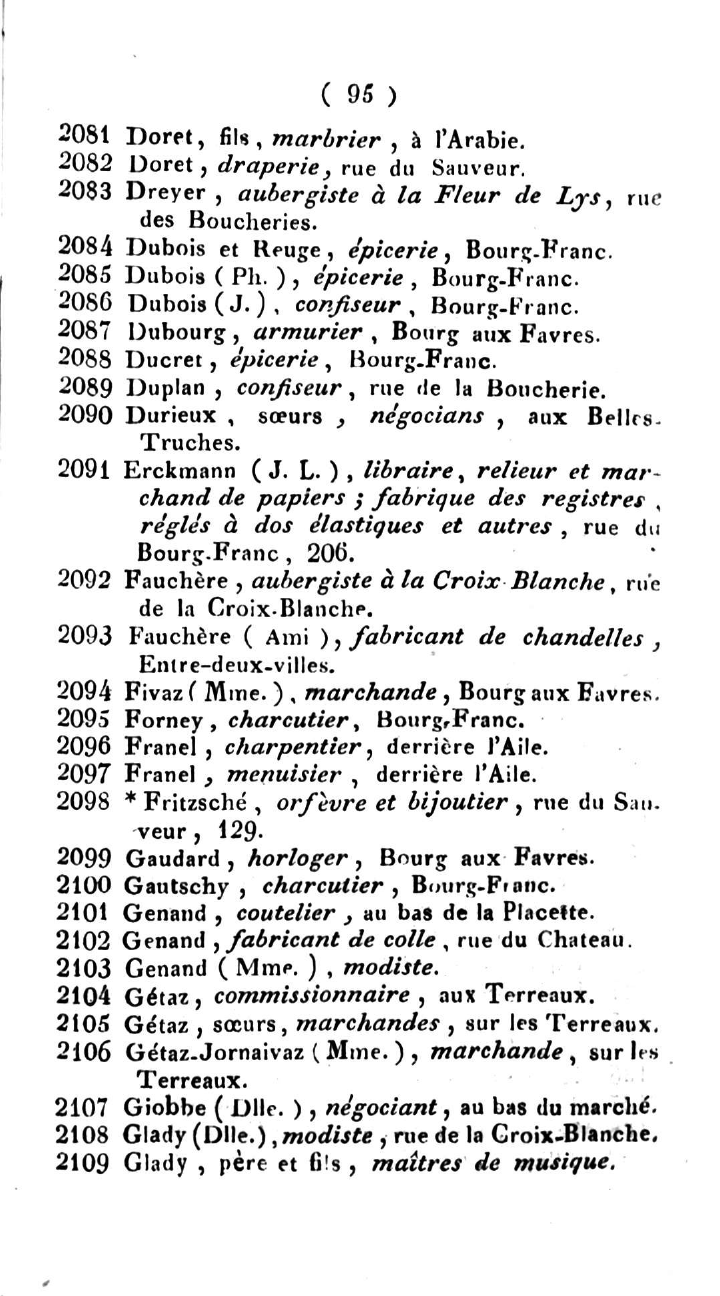 ( 95 )
2081 Doret, fils, marbrier, à l'Arabie.
2082 Doret, draperie, rue du Sauveur.
2083 Dreyer, aubergiste à la Fleur de Lys, rue
des Boucheries.
2084 Dubois et Reuge, épicerie, Bourg-Franc.
2085 Dubois ( Ph. ), épicerie, Bourg-Franc.
2086 Dubois ( J. ), confiseur, Bourg-Franc.
2087 Dubourg, armurier, Bourg aux Favres.
2088 Ducret, épicerie, Bourg-Franc.
2089 Duplan, confiseur, rue de la Boucherie.
2090 Durieux, sœurs, négocians, aux Belles-
Truches.
2091 Erckmann ( J. L. ), libraire, relieur et mar-
chand de papiers ; fabrique des registres,
réglés à dos élastiques et autres, rue du
Bourg-Franc, 206.
2092 Fauchère, aubergiste à la Croix-Blanche, rue
de la Croix-Blanche.
2093 Fauchère ( Ami ), fabricant de chandelles,
Entre-deux-villes.
2094 Fivaz ( Mme. ), marchande, Bourg aux Favres.
2095 Forney, charcutier, Bourg-Franc.
2096 Franel, charpentier, derrière l'Aile.
2097 Franel, menuisier, derrière l'Aile.
2098 * Fritzsché, orfèvre et bijoutier, rue du Sau-
veur, 129.
2099 Gaudard, horloger, Bourg aux Favres.
2100 Gautschy, charcutier, Bourg-Franc.
2101 Genand, coutelier, au bas de la Placette.
2102 Genand, fabricant de colle, rue du Chateau.
2103 Genand ( Mme. ), modiste.
2104 Gétaz, commissionnaire, aux Terreaux.
2105 Gétaz, sœurs, marchandes, sur les Terreaux.
2106 Gétaz-Jornaivaz ( Mme. ), marchande, sur les
Terreaux.
2107 Giobbe ( Dlle. ), négociant, au bas du marché.
2108 Glady (Dlle.), modiste, rue de la Croix-Blanche.
2109 Glady, père et fils, maîtres de musique.